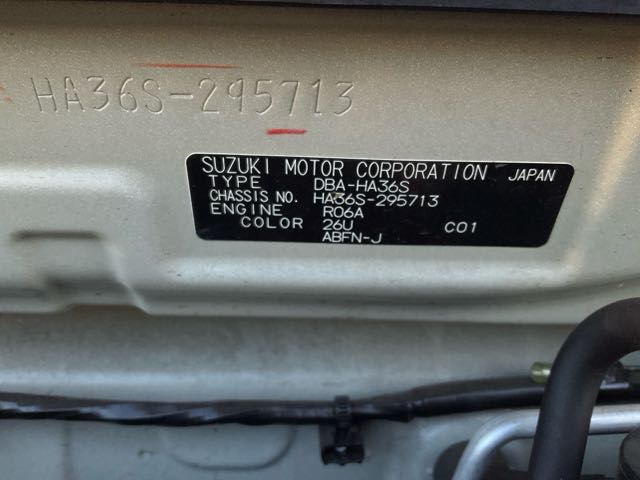 HA36S-295713
SUZUKI MOTOR CORPORATION JAPAN
TYPE DBA-HA36S
CHASSIS NO. HA36S-295713
ENGINE R06A
COLOR 26U C01
ABFN-J